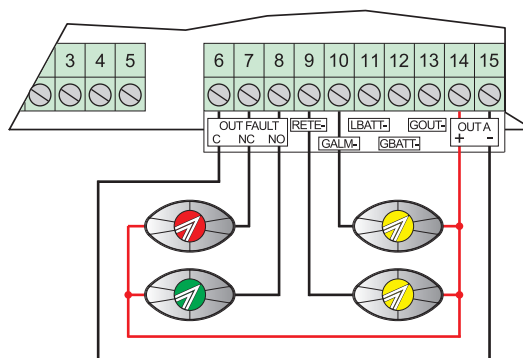 3 4 5 6 7 8 9 10 11 12 13 14 15
OUT FAULT RETE- LBATT- GOUT- OUT A
C NC NO GALM- GBATT- + -